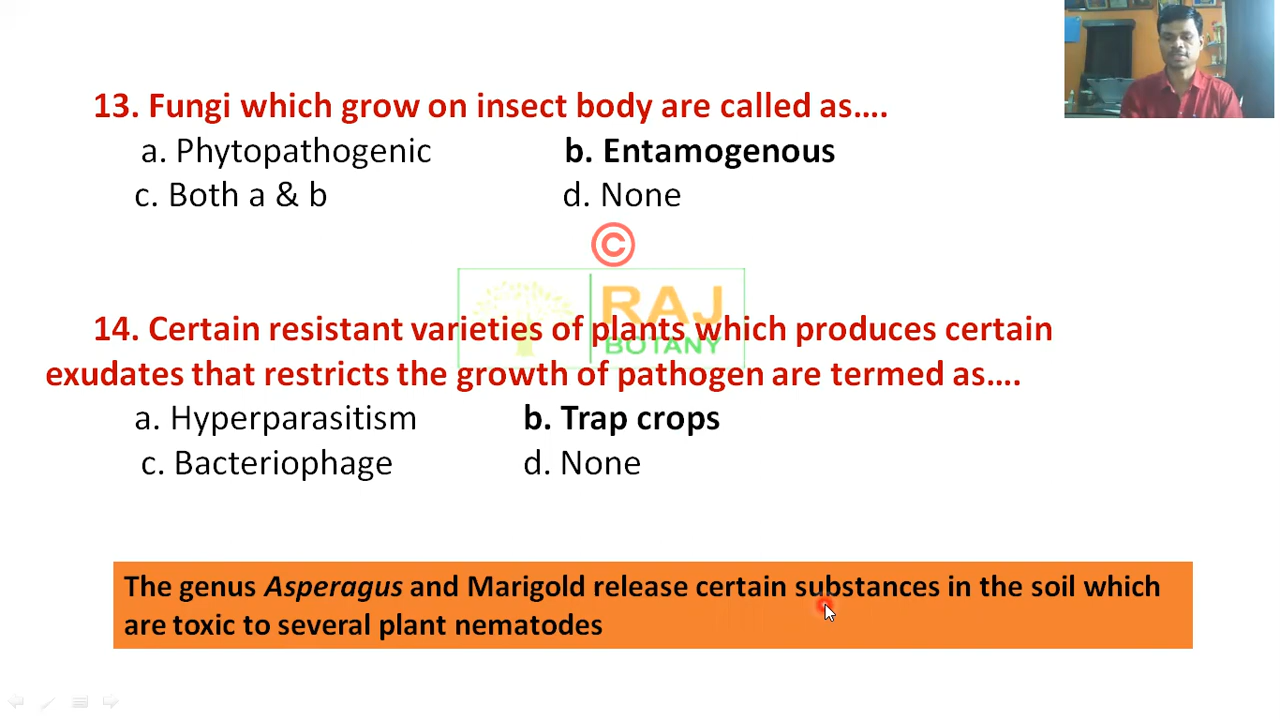 13. Fungi which grow on insect body are called as….
a. Phytopathogenic b. Entamogenous
c. Both a & b d. None
©
RAJ
BOTANY
14. Certain resistant varieties of plants which produces certain
exudates that restricts the growth of pathogen are termed as….
a. Hyperparasitism b. Trap crops
c. Bacteriophage d. None
The genus Asperagus and Marigold release certain substances in the soil which
are toxic to several plant nematodes